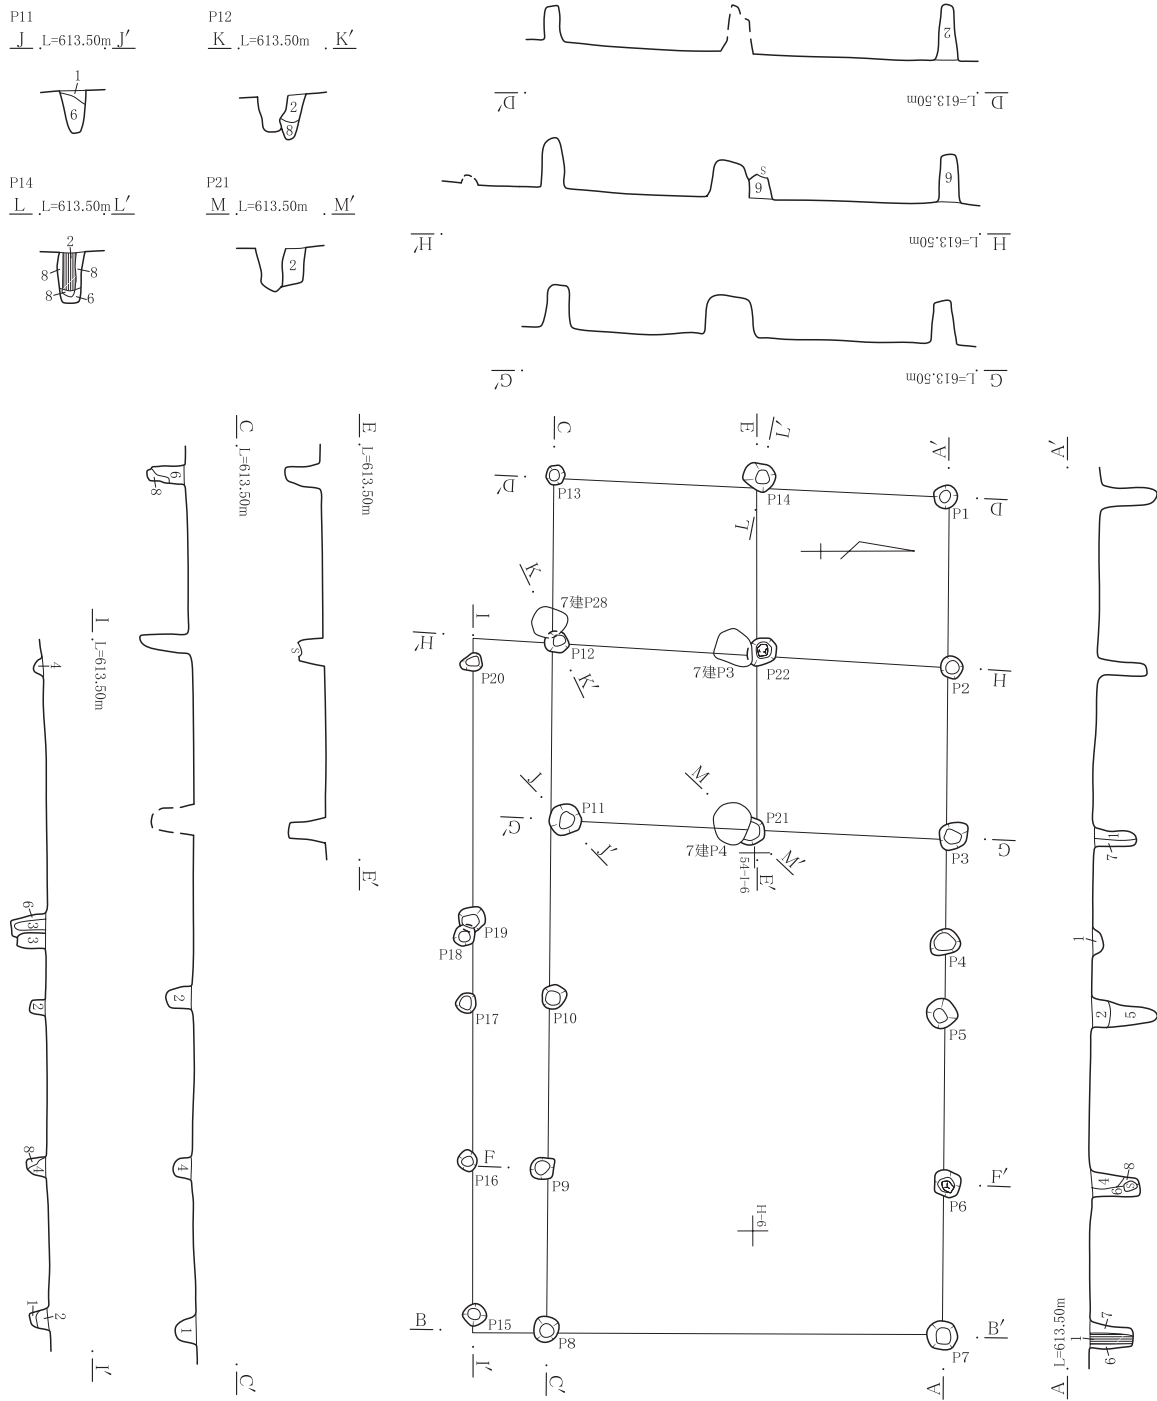 P11
J L=613.50m J′
1
6
P12
K L=613.50m K′
2
8
P14
L L=613.50m L′
2
8
8
8
6
P21
M L=613.50m M′
2
2
D′
L=613.50m D
S
9
9
H′
L=613.50m H
G′
L=613.50m G
C L=613.50m
6
8
2
4
1
C′
E L=613.50m
S
E′
I L=613.50m
4
6
3
3
2
8
4
1
2
I′
C
E
L′
A′
D′
P13
P14
P1
D
L
K
7建P28
I
H′
P12
P20
K′
7建P3
P22
P2
H
J
M
G′
P11
J′
P21
7建P4
M′
54-I-6
E′
P3
G
P19
P18
P4
P17
P10
P5
F
P16
P9
P6
F′
H-6
B
P15
P8
P7
B′
I′
C′
A
A′
1
7
1
2
5
8
4
6
S
7
1
6
A L=613.50m